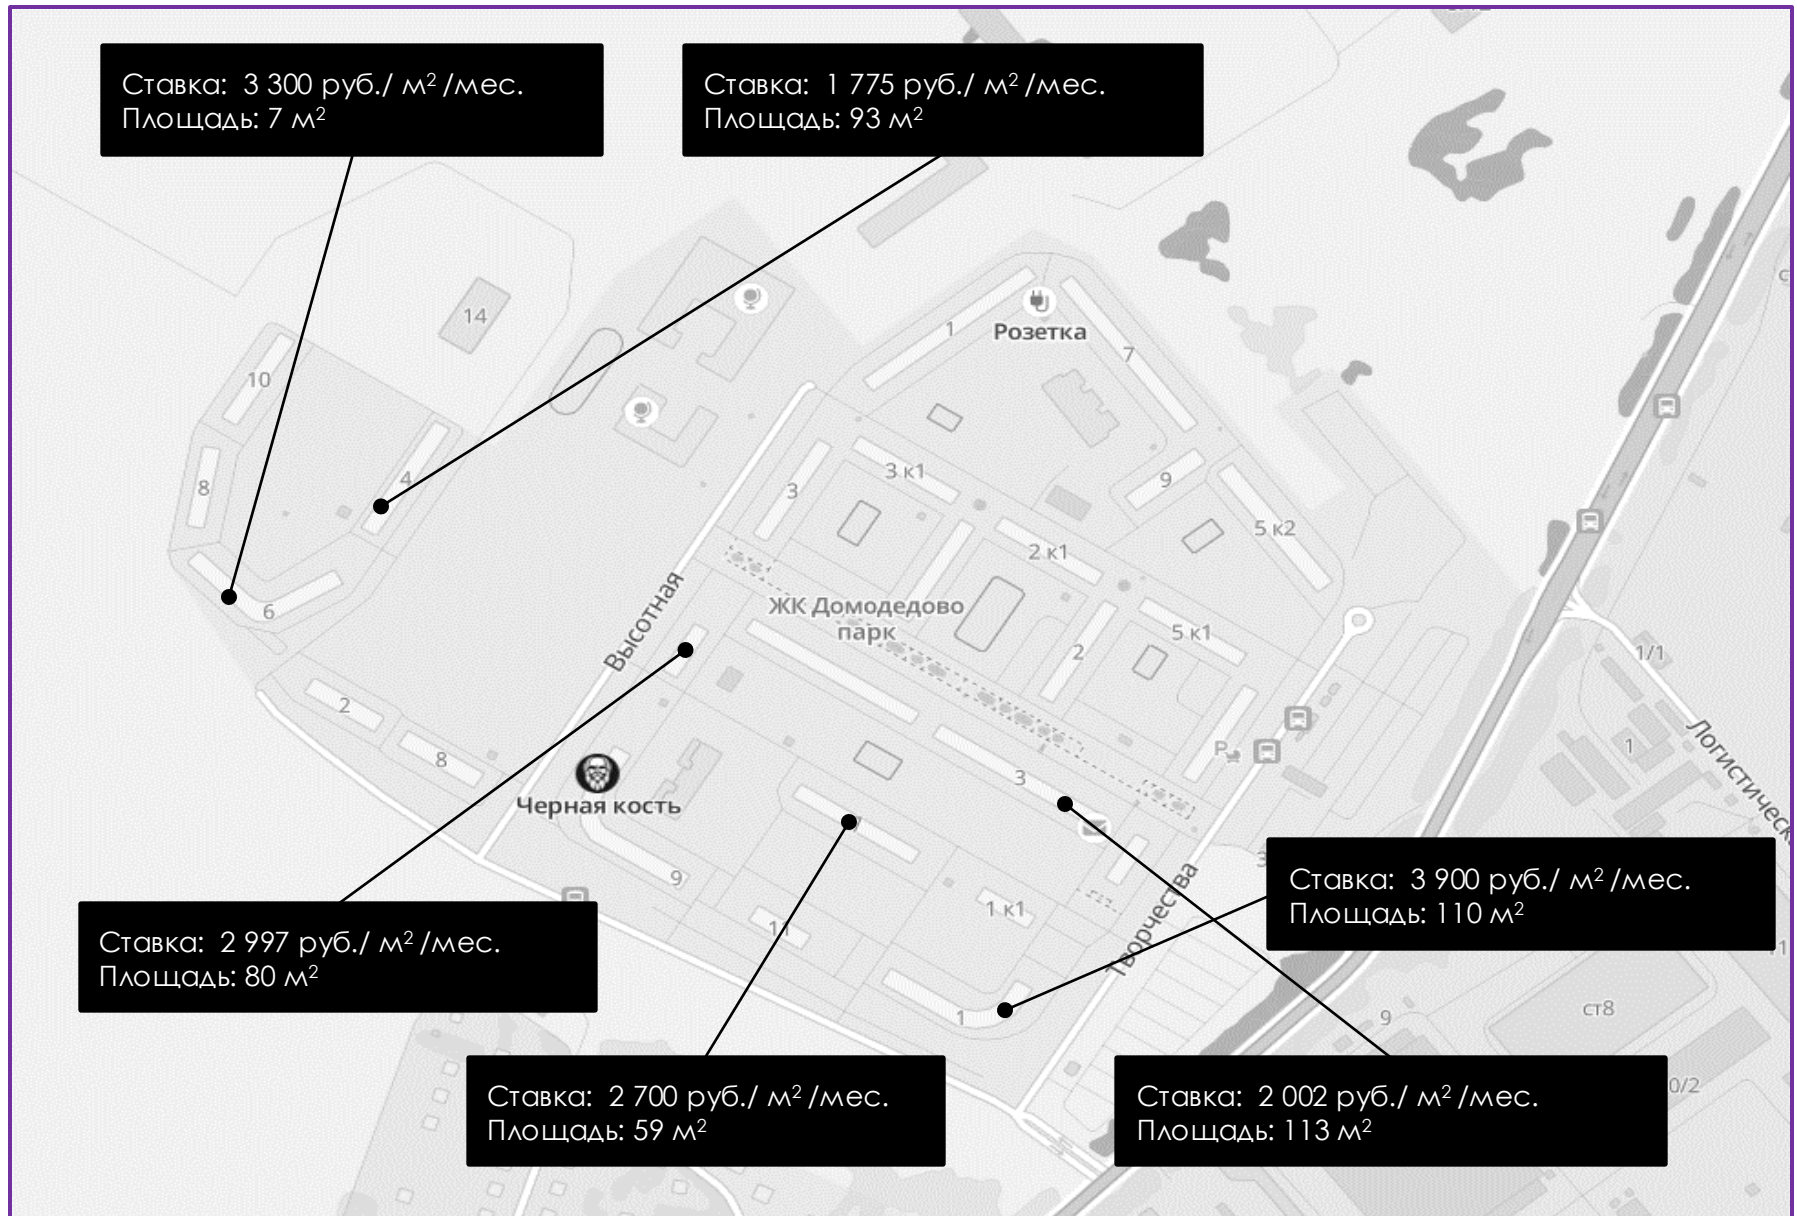 Ставка: 3 300 руб./ м² /мес.
Площадь: 7 м²
Ставка: 1 775 руб./ м² /мес.
Площадь: 93 м²
14
1
Розетка
7
10
4
8
3 к1
3
9
5 к2
2 к1
6
ЖК Домодедово
парк
Высотная
5 к1
2
1/1
2
8
1
Логистическ
P
3
Черная кость
9
11
1 к1
Творчества
3
Ставка: 3 900 руб./ м² /мес.
Площадь: 110 м²
Ставка: 2 997 руб./ м² /мес.
Площадь: 80 м²
1
9
ст8
Ставка: 2 700 руб./ м² /мес.
Площадь: 59 м²
Ставка: 2 002 руб./ м² /мес.
Площадь: 113 м²
0/2